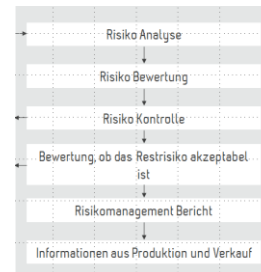 Risiko Analyse
Risiko Bewertung
Risiko Kontrolle
Bewertung, ob das Restrisiko akzeptabel
ist
Risikomanagement Bericht
Informationen aus Produktion und Verkauf